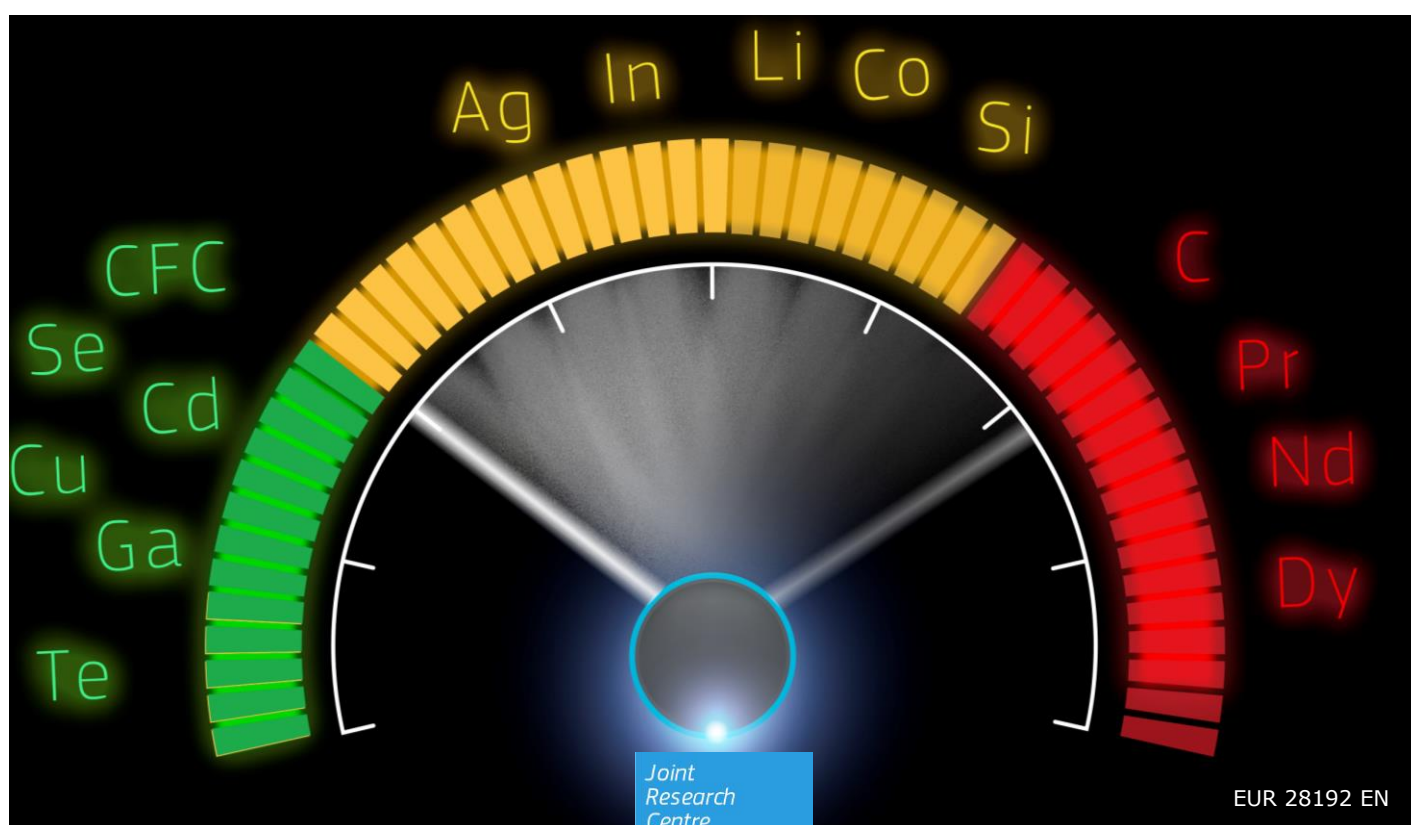 Li
In
Co
Ag
Si
C
CFC
Se
Pr
Cd
Nd
Cu
Ga
Dy
Te
Joint
Research
Centre
EUR 28192 EN